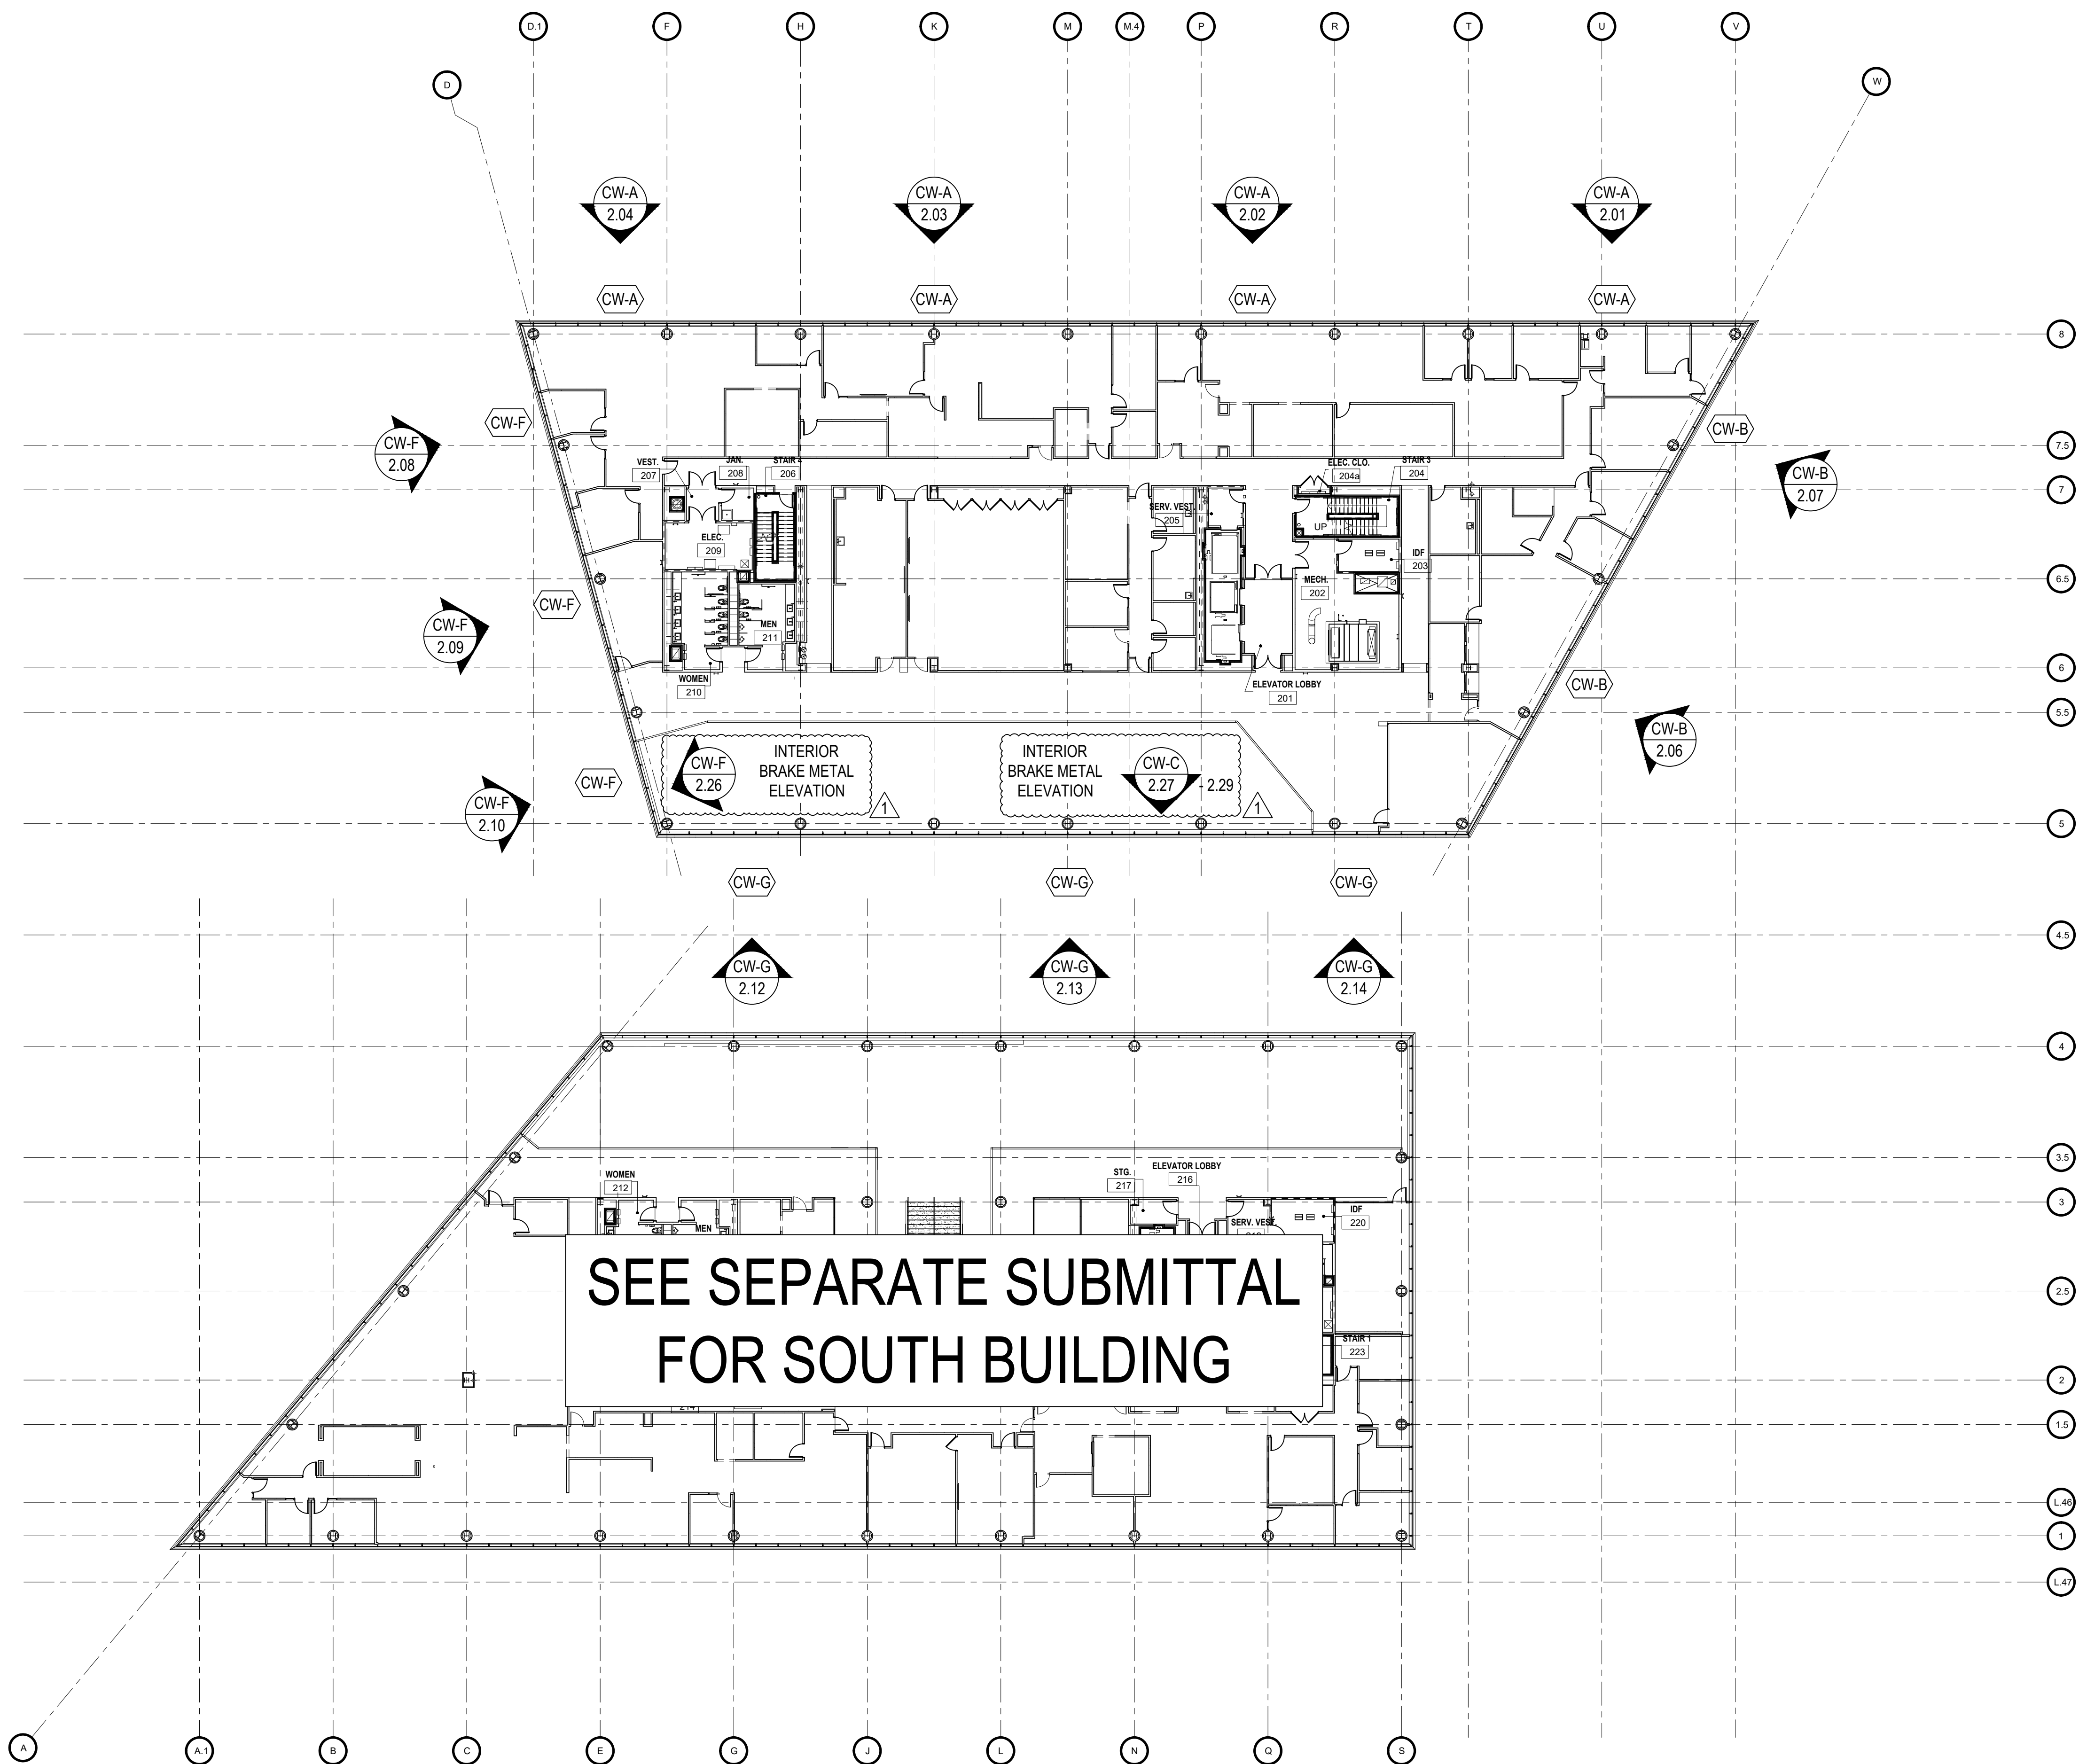 D.1
F
H
K
M
M.4
P
R
T
U
V
D
W
CW-A
2.04
CW-A
2.03
CW-A
2.02
CW-A
2.01
CW-A
CW-A
CW-A
CW-A
8
CW-F
CW-B
7.5
CW-F
2.08
VEST.
207
JAN.
208
STAIR 4
206
ELEC. CLO.
204a
STAIR 3
204
CW-B
2.07
7
SERV. VEST.
205
UP
ELEC.
209
IDF
203
MECH.
202
6.5
CW-F
CW-F
2.09
MEN
211
6
WOMEN
210
ELEVATOR LOBBY
201
CW-B
5.5
CW-B
2.06
CW-F
CW-F
2.26
INTERIOR
BRAKE METAL
ELEVATION
1
INTERIOR
BRAKE METAL
ELEVATION
CW-C
2.27
- 2.29
1
CW-F
2.10
5
CW-G
CW-G
CW-G
4.5
CW-G
2.12
CW-G
2.13
CW-G
2.14
4
3.5
WOMEN
212
STG.
217
ELEVATOR LOBBY
216
3
MEN
SERV. VEST.
IDF
220
SEE SEPARATE SUBMITTAL
FOR SOUTH BUILDING
2.5
STAIR 1
223
2
1.5
L.46
1
L.47
A
A.1
B
C
E
G
J
L
N
Q
S